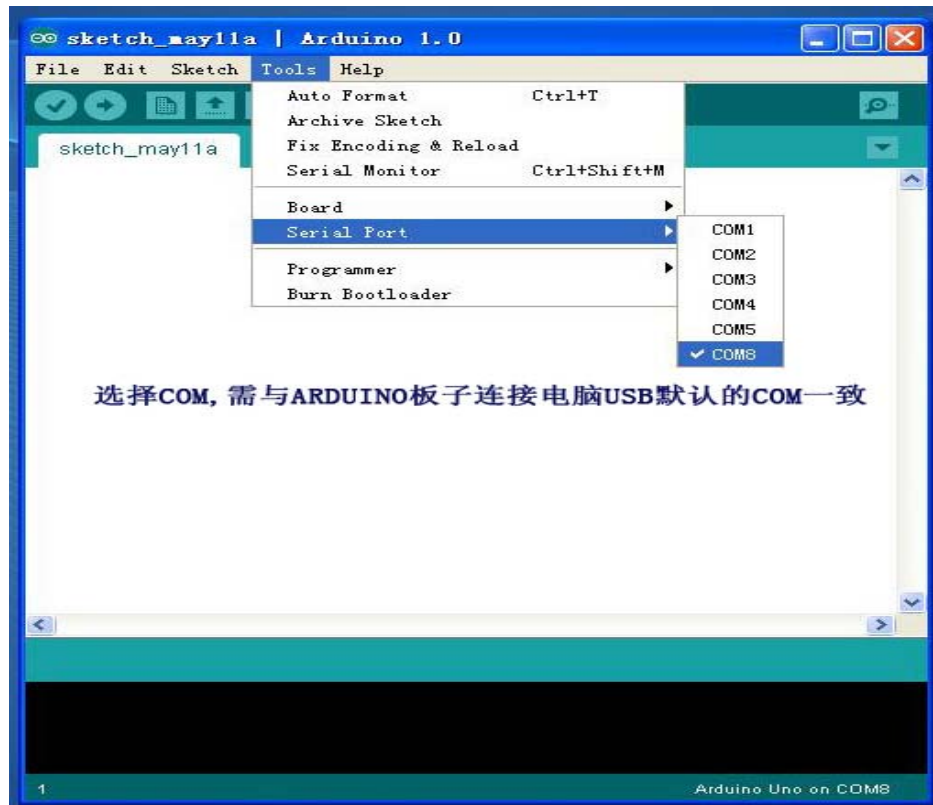 sketch_may11a | Arduino 1.0
File Edit Sketch Tools Help
sketch_may11a
Auto Format Ctrl+T
Archive Sketch
Fix Encoding & Reload
Serial Monitor Ctrl+Shift+M
Board
Serial Port
Programmer
Burn Bootloader
COM1
COM2
COM3
COM4
COM5
COM8
选择COM,需与ARDUINO板子连接电脑USB默认的COM一致
1 Arduino Uno on COM8